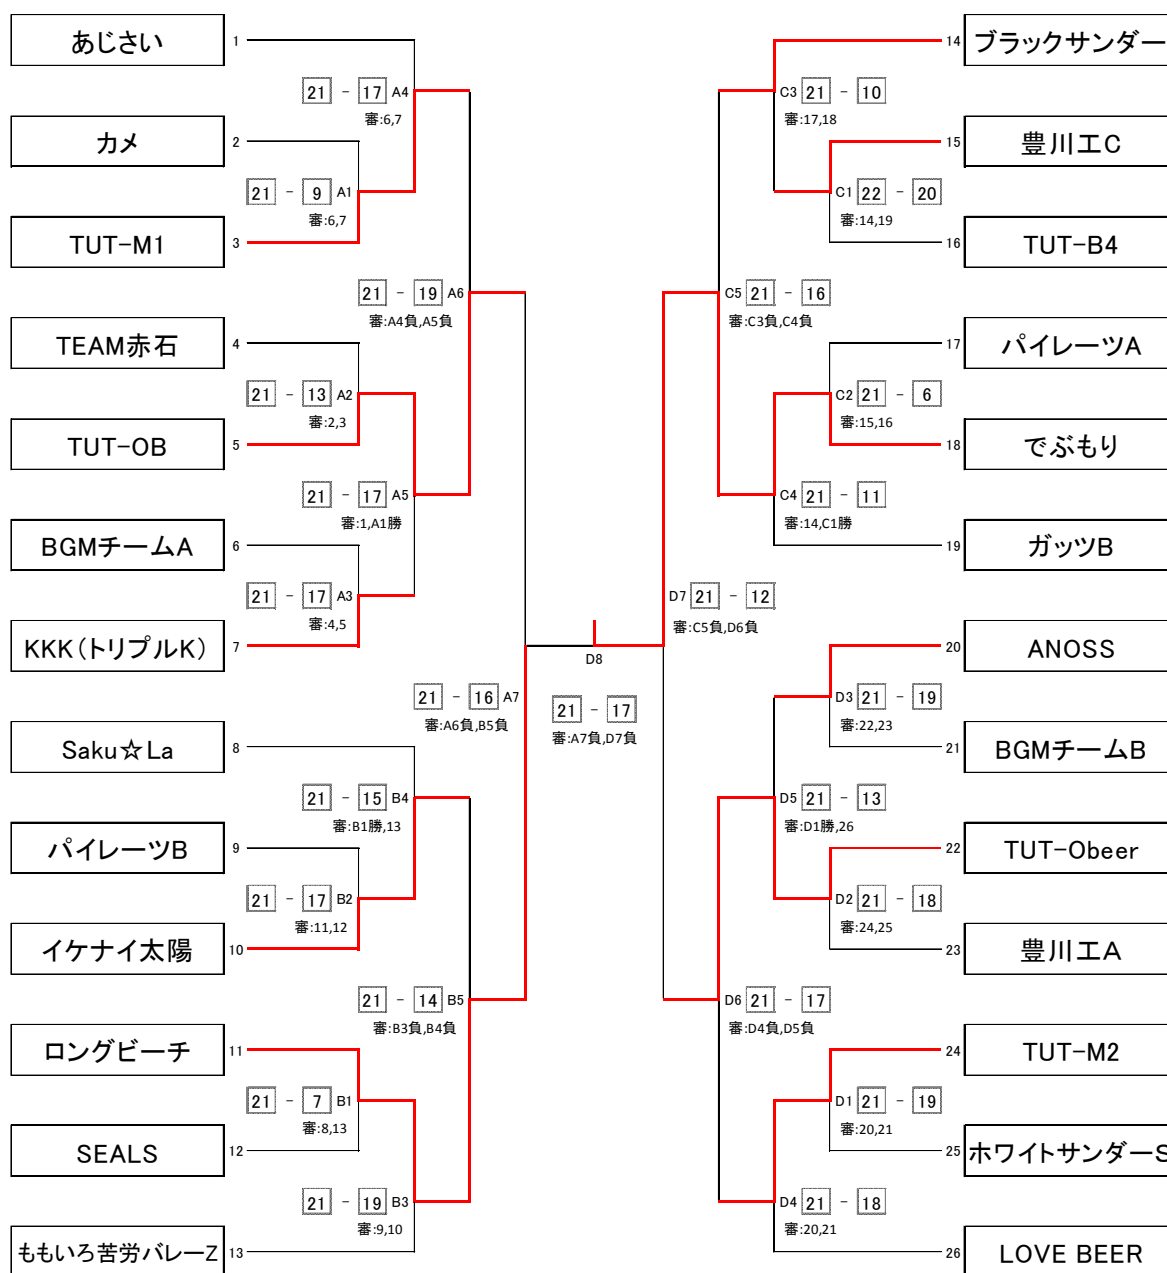 あじさい 1
14 ブラックサンダー
21 - 17 A4
審:6,7
C3 21 - 10
審:17,18
カメ 2
15 豊川工C
21 - 9 A1
審:6,7
C1 22 - 20
審:14,19
TUT-M1 3
16 TUT-B4
21 - 19 A6
審:A4負,A5負
C5 21 - 16
審:C3負,C4負
TEAM赤石 4
17 パイレーツA
21 - 13 A2
審:2,3
C2 21 - 6
審:15,16
TUT-OB 5
18 でぶもり
21 - 17 A5
審:1,A1勝
C4 21 - 11
審:14,C1勝
BGMチームA 6
19 ガッツB
21 - 17 A3
審:4,5
D7 21 - 12
審:C5負,D6負
KKK(トリプルK) 7
20 ANOSS
D8
21 - 16 A7
審:A6負,B5負
21 - 17
審:A7負,D7負
D3 21 - 19
審:22,23
Saku☆La 8
21 BGMチームB
21 - 15 B4
審:B1勝,13
D5 21 - 13
審:D1勝,26
パイレーツB 9
22 TUT-Obeer
21 - 17 B2
審:11,12
D2 21 - 18
審:24,25
イケナイ太陽 10
23 豊川工A
21 - 14 B5
審:B3負,B4負
D6 21 - 17
審:D4負,D5負
ロングビーチ 11
24 TUT-M2
21 - 7 B1
審:8,13
D1 21 - 19
審:20,21
SEALS 12
25 ホワイトサンダーS
21 - 19 B3
審:9,10
D4 21 - 18
審:20,21
ももいろ苦労バレーZ 13
26 LOVE BEER